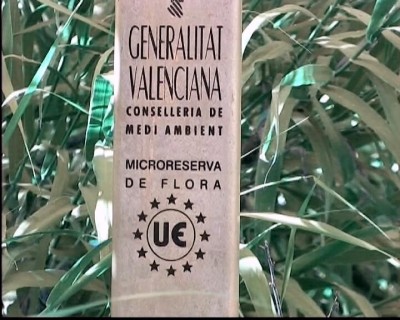 GENERALITAT
VALENCIANA
CONSELLERIA DE
MEDI AMBIENT
MICRORESERVA
DE FLORA
UE